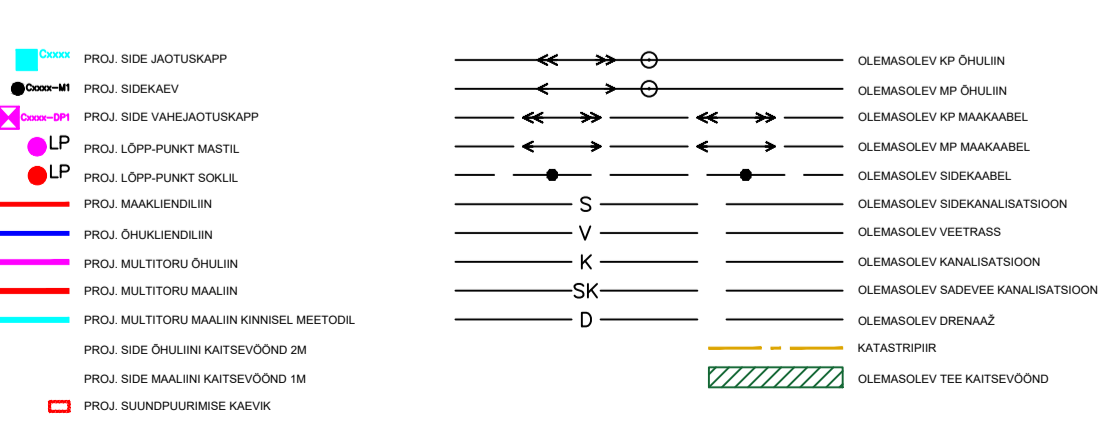 Cxxxx PROJ. SIDE JAOTUSKAPP
Cxxxx-M1 PROJ. SIDEKAEV
Cxxxx-DP1 PROJ. SIDE VAHEJAOTUSKAPP
LP PROJ. LÕPP-PUNKT MASTIL
LP PROJ. LÕPP-PUNKT SOKLIL
PROJ. MAAKLIENDILIIN
PROJ. ÕHUKLIENDILIIN
PROJ. MULTITORU ÕHULIIN
PROJ. MULTITORU MAALIIN
PROJ. MULTITORU MAALIIN KINNISEL MEETODIL
PROJ. SIDE ÕHULIINI KAITSEVÖÖND 2M
PROJ. SIDE MAALIINI KAITSEVÖÖND 1M
PROJ. SUUNDPUURIMISE KAEVIK
OLEMASOLEV KP ÕHULIIN
OLEMASOLEV MP ÕHULIIN
OLEMASOLEV KP MAAKAABEL
OLEMASOLEV MP MAAKAABEL
OLEMASOLEV SIDEKAABEL
S OLEMASOLEV SIDEKANALISATSIOON
V OLEMASOLEV VEETRASS
K OLEMASOLEV KANALISATSIOON
SK OLEMASOLEV SADEVEE KANALISATSIOON
D OLEMASOLEV DRENAAŽ
KATASTRIPIIR
OLEMASOLEV TEE KAITSEVÖÖND